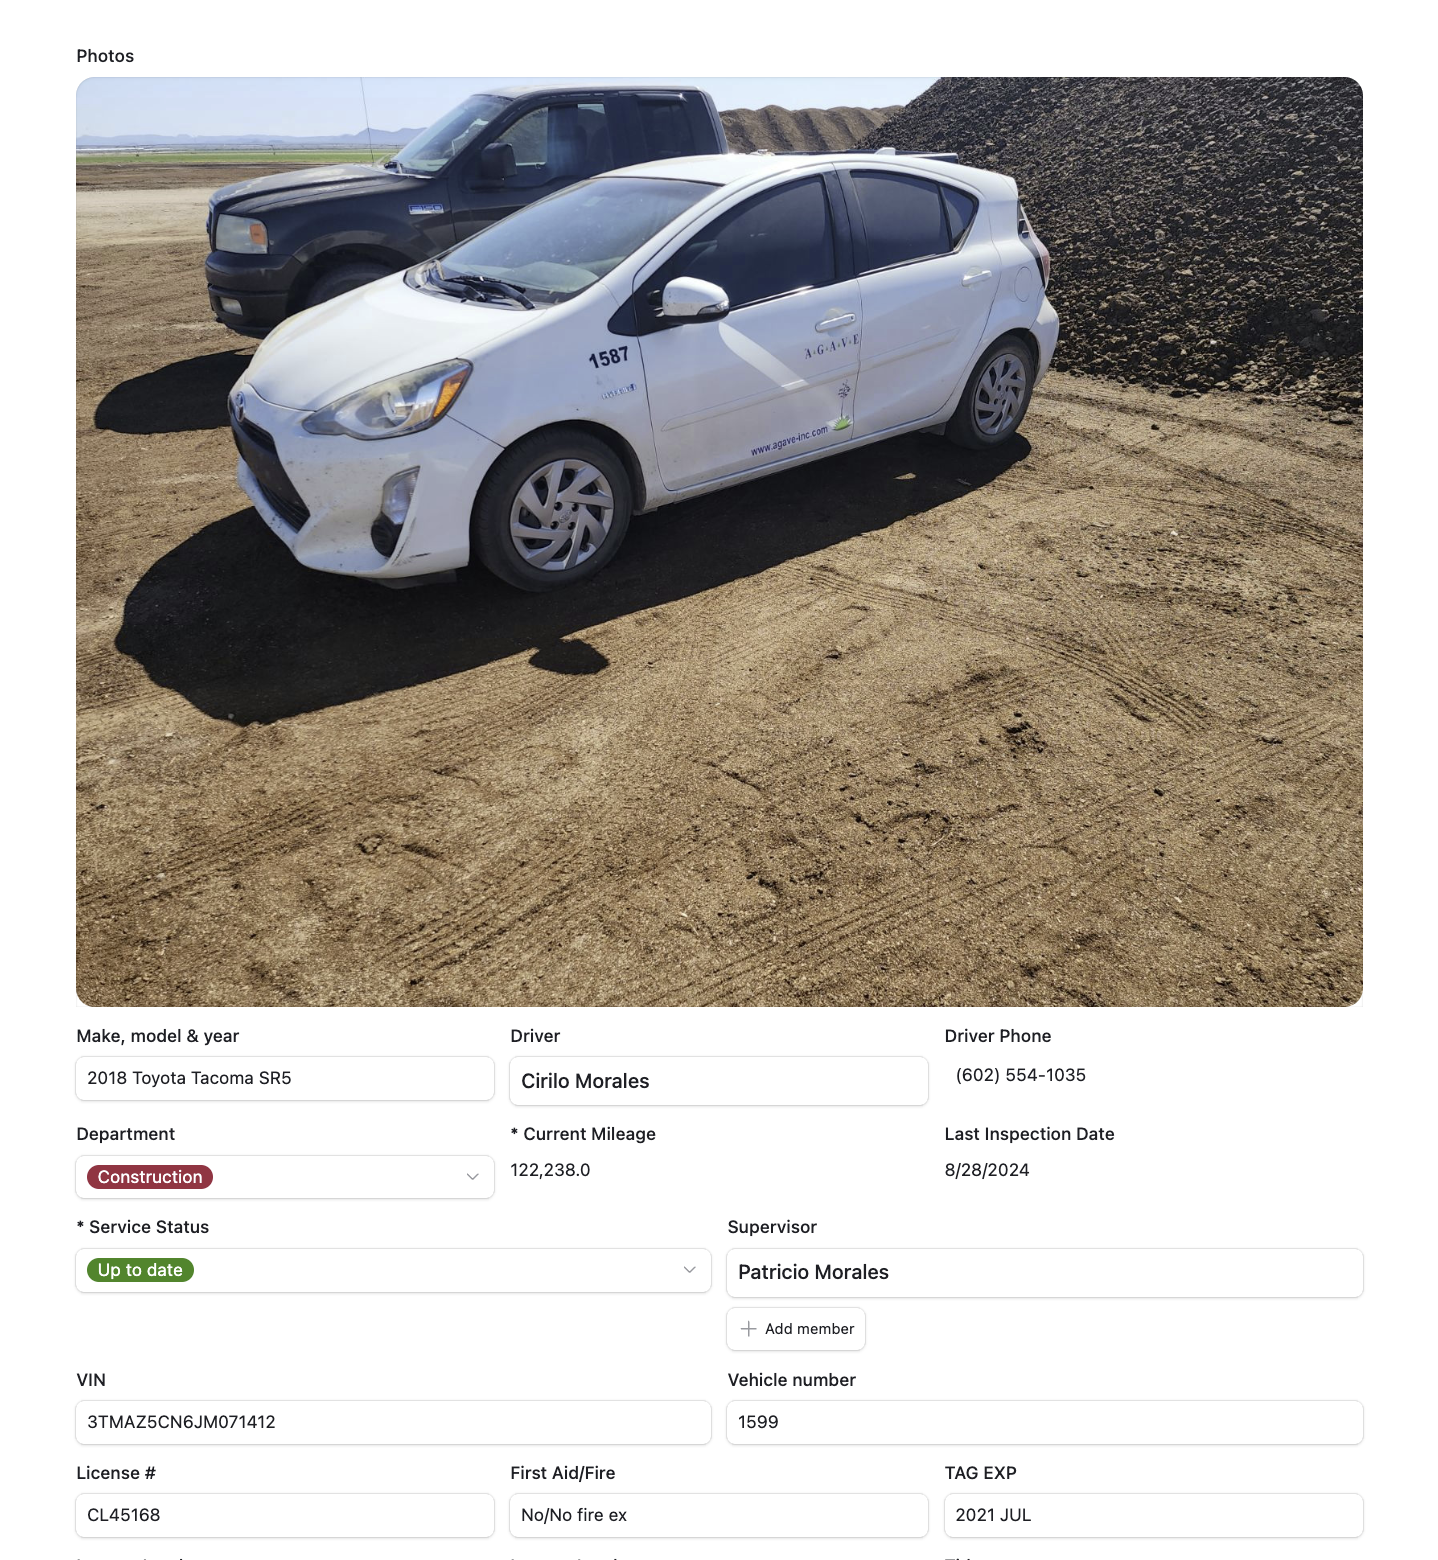 Photos
F150
1587
A·G·A·V·E
www.agave-inc.com
Make, model & year
Driver
Driver Phone
2018 Toyota Tacoma SR5
Cirilo Morales
(602) 554-1035
Department
* Current Mileage
Last Inspection Date
Construction
122,238.0
8/28/2024
* Service Status
Supervisor
Up to date
Patricio Morales
Add member
VIN
Vehicle number
3TMAZ5CN6JM071412
1599
License #
First Aid/Fire
TAG EXP
CL45168
No/No fire ex
2021 JUL